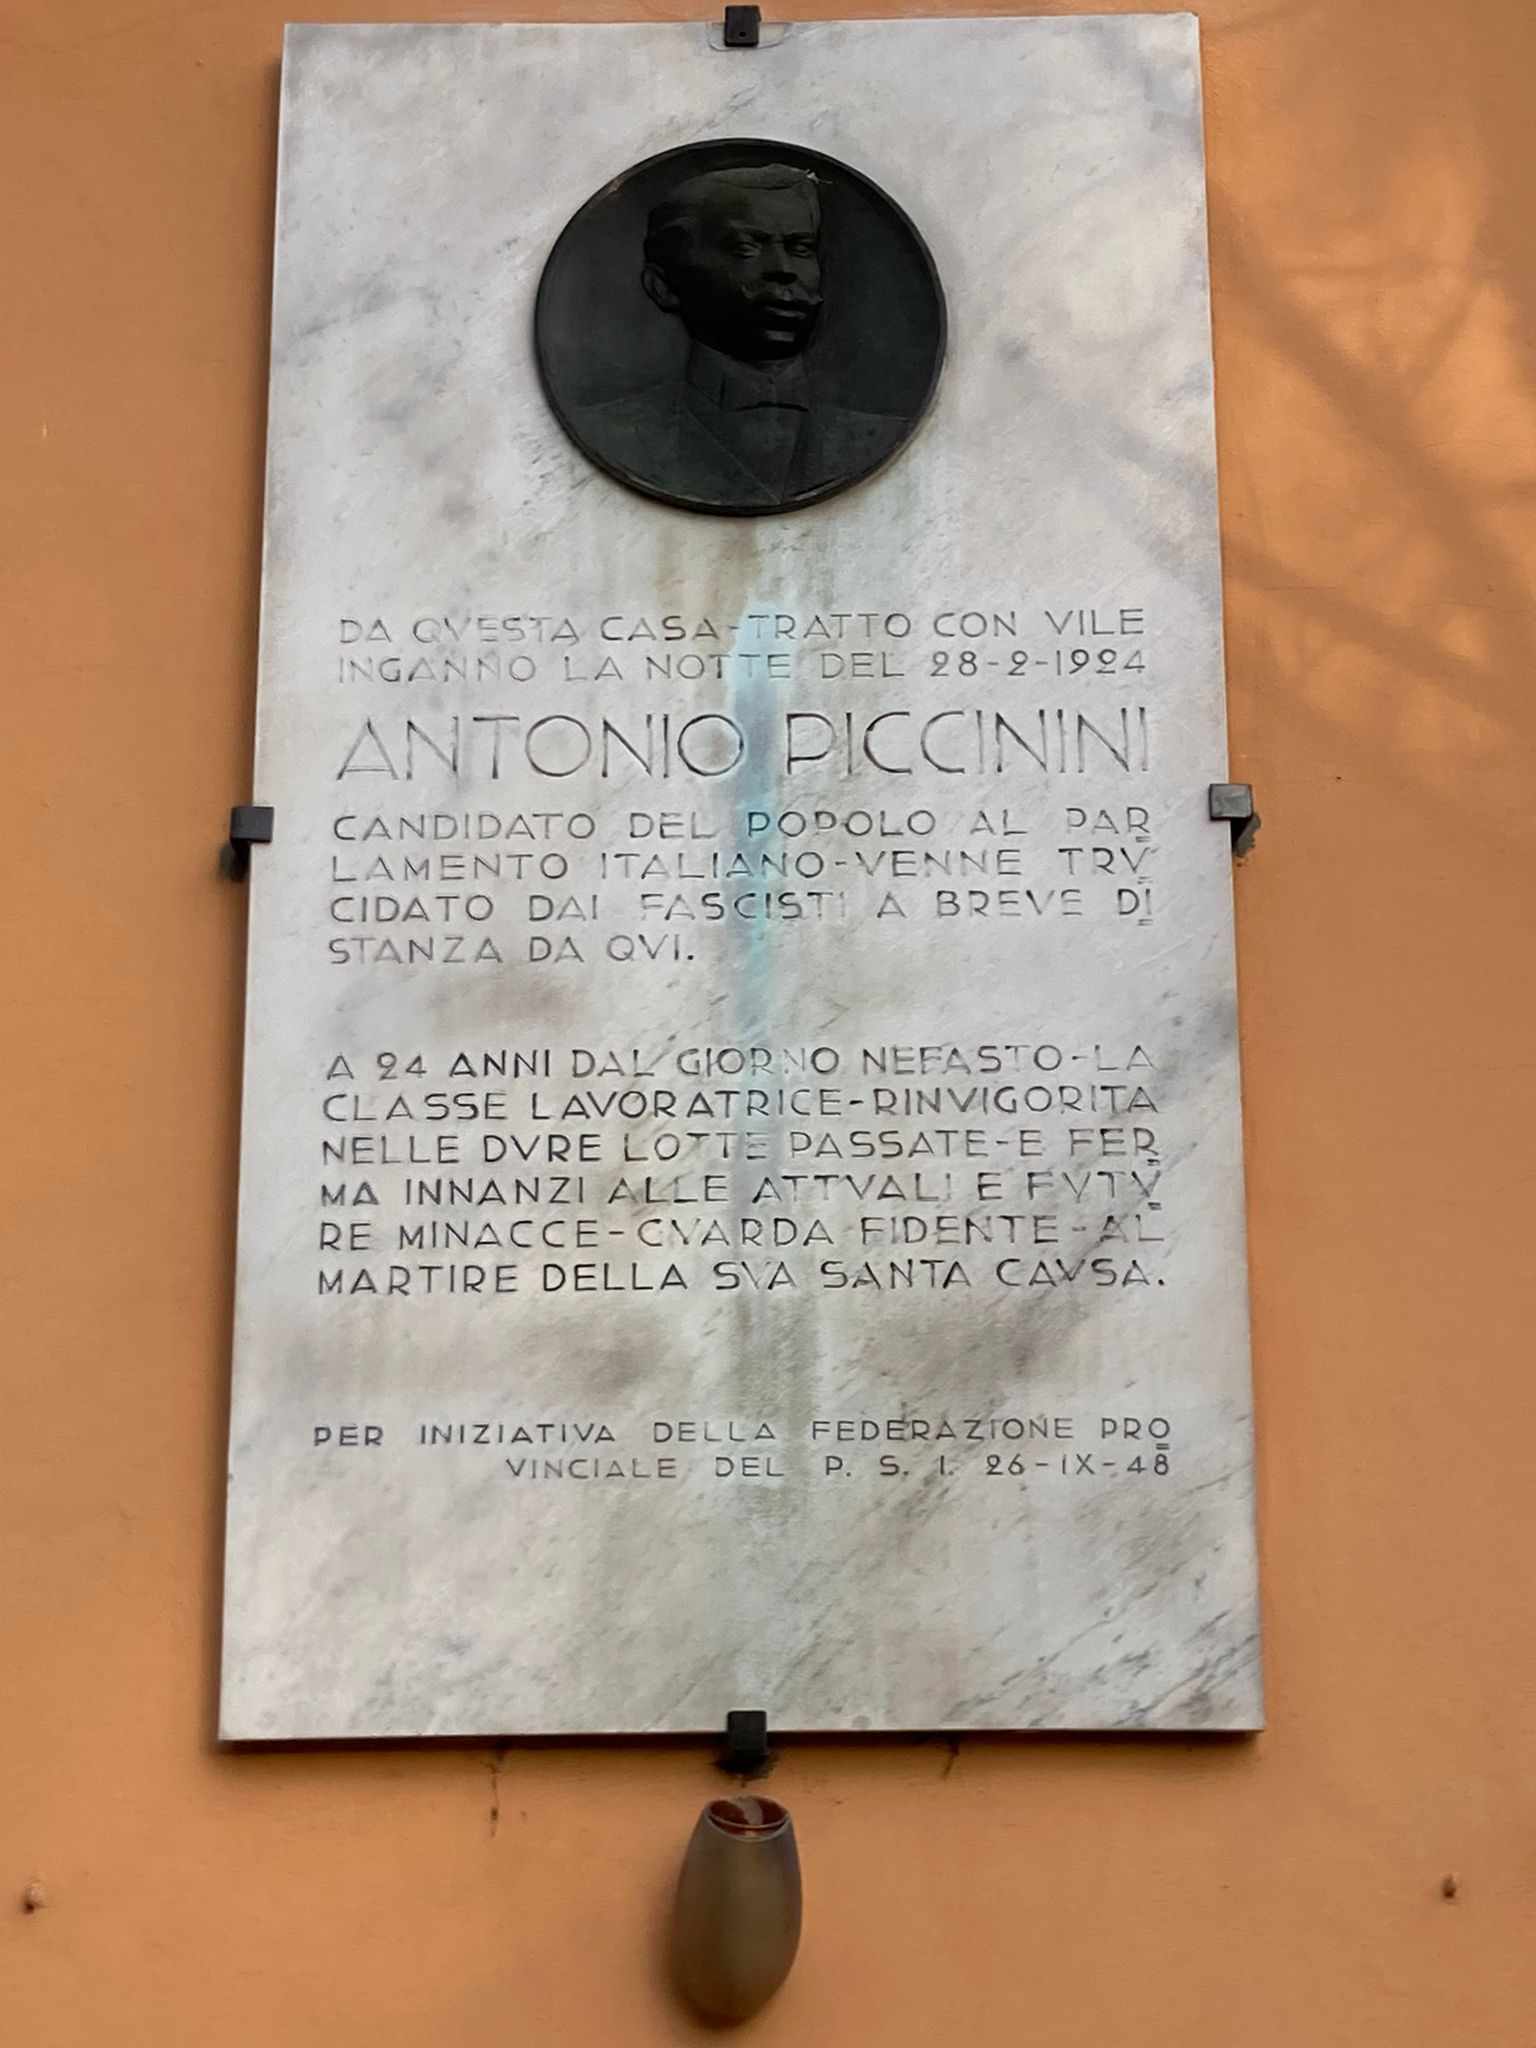 DA QVESTA CASA-TRATTO CON VILE
INGANNO LA NOTTE DEL 28-2-1924
ANTONIO PICCININI
CANDIDATO DEL POPOLO AL PAR=
LAMENTO ITALIANO-VENNE TRV=
CIDATO DAI FASCISTI A BREVE DI=
STANZA DA QVI.
A 24 ANNI DAL GIORNO NEFASTO-LA
CLASSE LAVORATRICE-RINVIGORITA
NELLE DVRE LOTTE PASSATE-E FER=
MA INNANZI ALLE ATTVALI E FVTV=
RE MINACCE-GVARDA FIDENTE-AL
MARTIRE DELLA SVA SANTA CAVSA.
PER INIZIATIVA DELLA FEDERAZIONE PRO=
VINCIALE DEL P. S. I. 26-IX-48